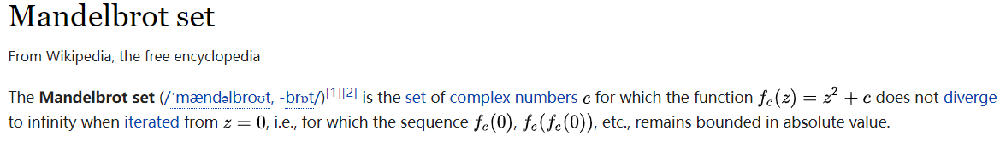 Mandelbrot set
From Wikipedia, the free encyclopedia
The Mandelbrot set (/ˈmændəlbroʊt, -brɒt/)[1][2] is the set of complex numbers c for which the function f_c(z) = z² + c does not diverge
to infinity when iterated from z = 0, i.e., for which the sequence f_c(0), f_c(f_c(0)), etc., remains bounded in absolute value.